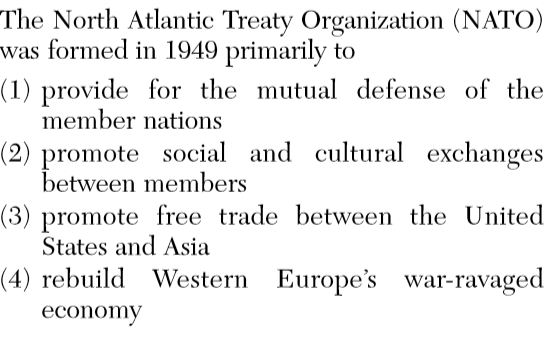 The North Atlantic Treaty Organization (NATO)
was formed in 1949 primarily to
(1) provide for the mutual defense of the
member nations
(2) promote social and cultural exchanges
between members
(3) promote free trade between the United
States and Asia
(4) rebuild Western Europe’s war-ravaged
economy